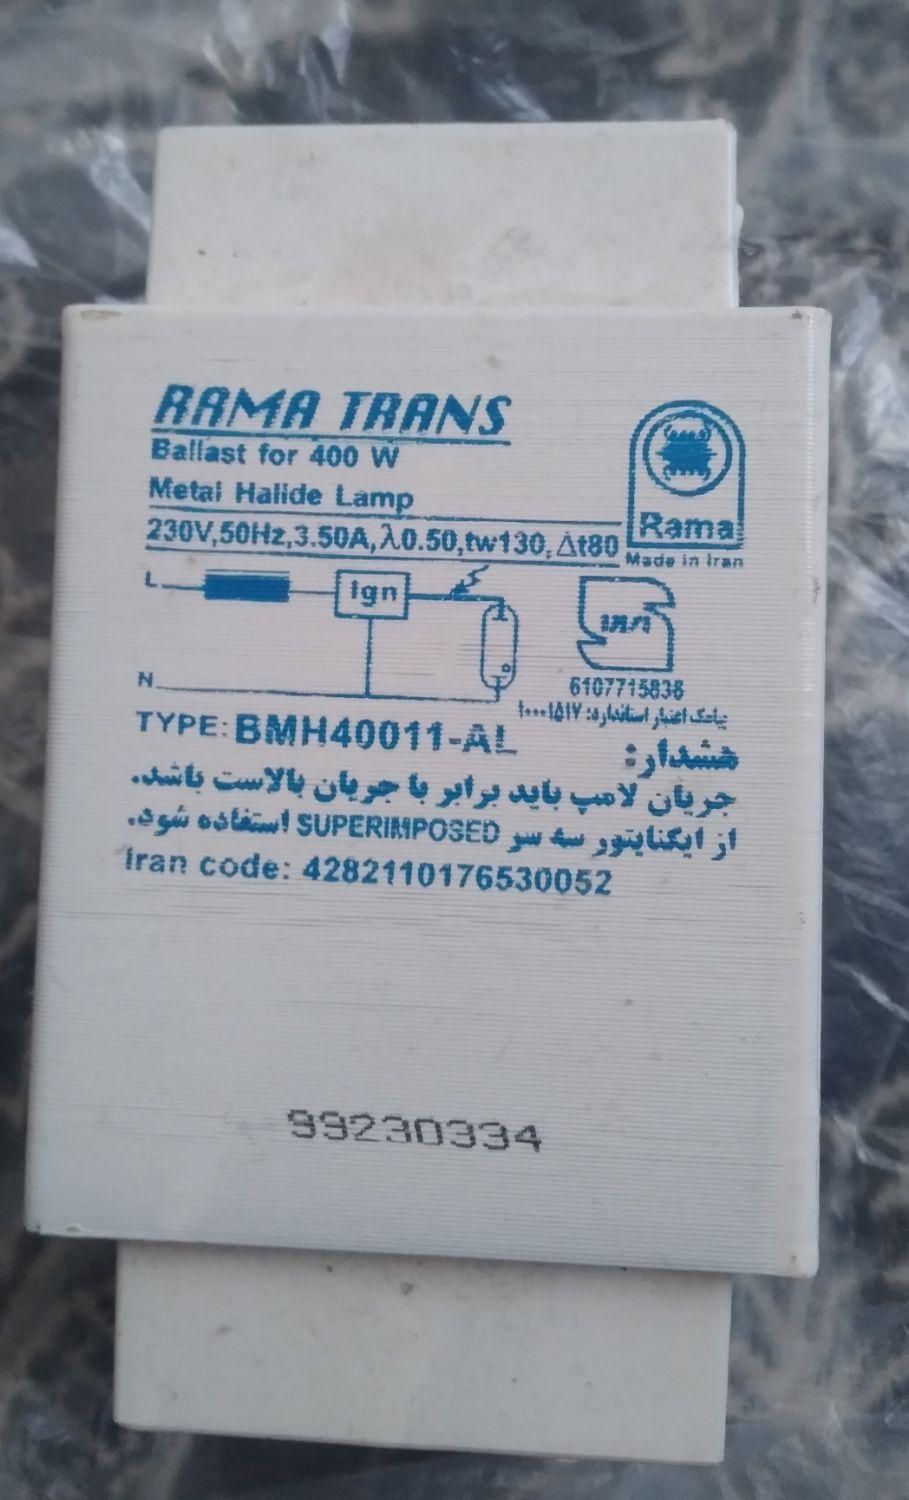 RAMA TRANS
Ballast for 400 W
Metal Halide Lamp
230V,50Hz,3.50A,λ0.50,tw130,Δt80
Rama
Made in Iran
L
Ign
N
6107715838
پیامک اعتبار استاندارد: ۱۰۰۰۱۵۱۷
TYPE: BMH40011-AL
هشدار:
جریان لامپ باید برابر با جریان بالاست باشد.
از ایگنایتور سه سر SUPERIMPOSED استفاده شود.
Iran code: 4282110176530052
99230334